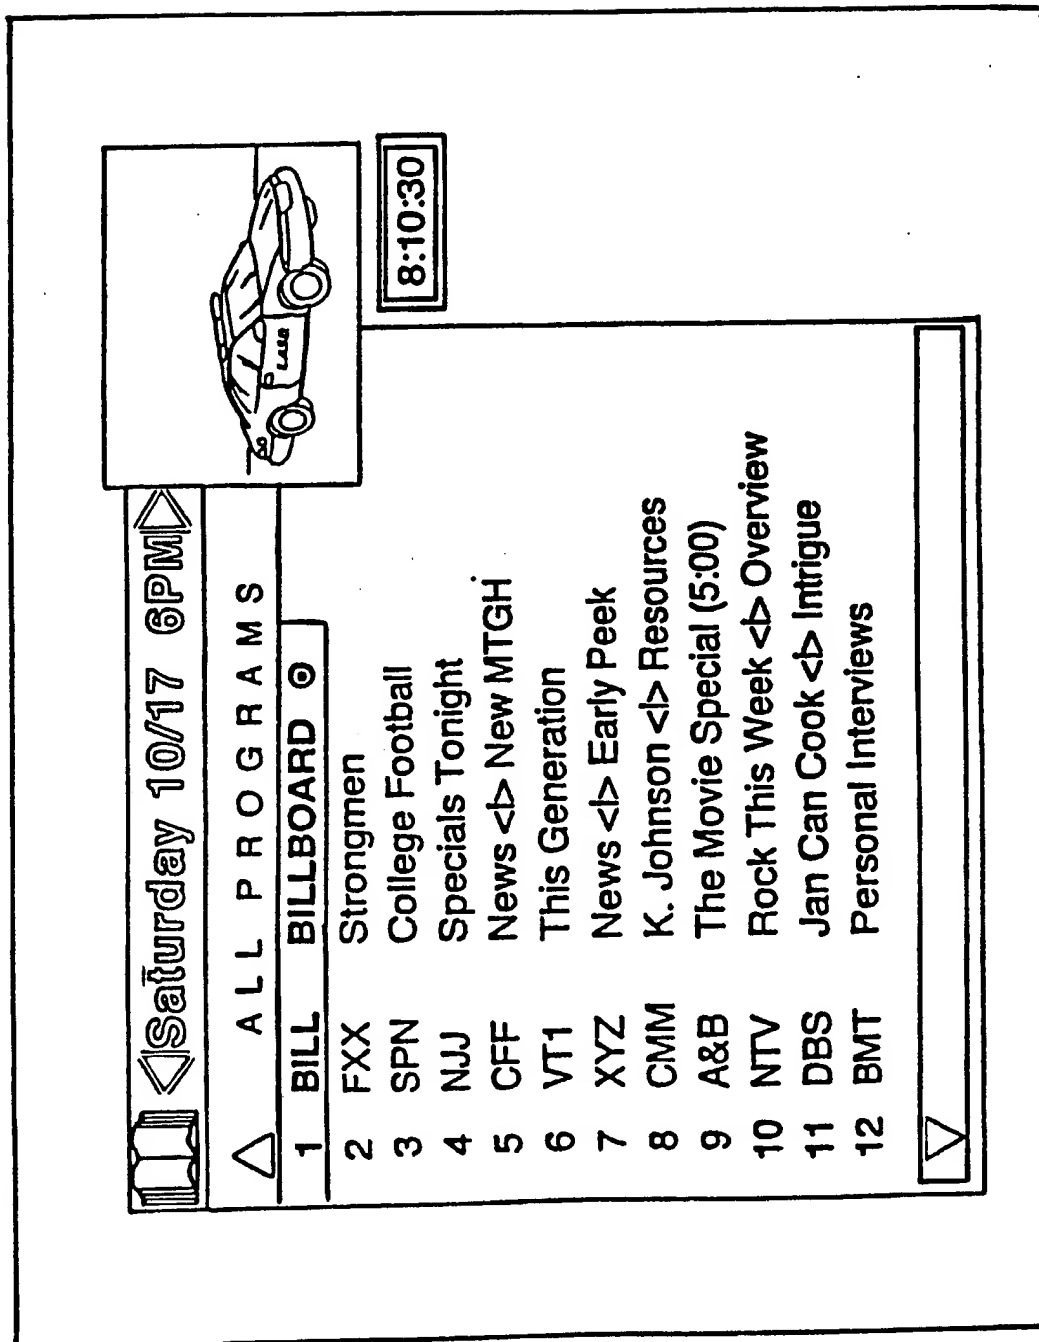 Saturday 10/17 6PM
ALL PROGRAMS
8:10:30
1 BILL BILLBOARD
2 FXX Strongmen
3 SPN College Football
4 NJJ Specials Tonight
5 CFF News <|> New MTGH
6 VT1 This Generation
7 XYZ News <|> Early Peek
8 CMM K. Johnson <|> Resources
9 A&B The Movie Special (5:00)
10 NTV Rock This Week <|> Overview
11 DBS Jan Can Cook <|> Intrigue
12 BMT Personal Interviews